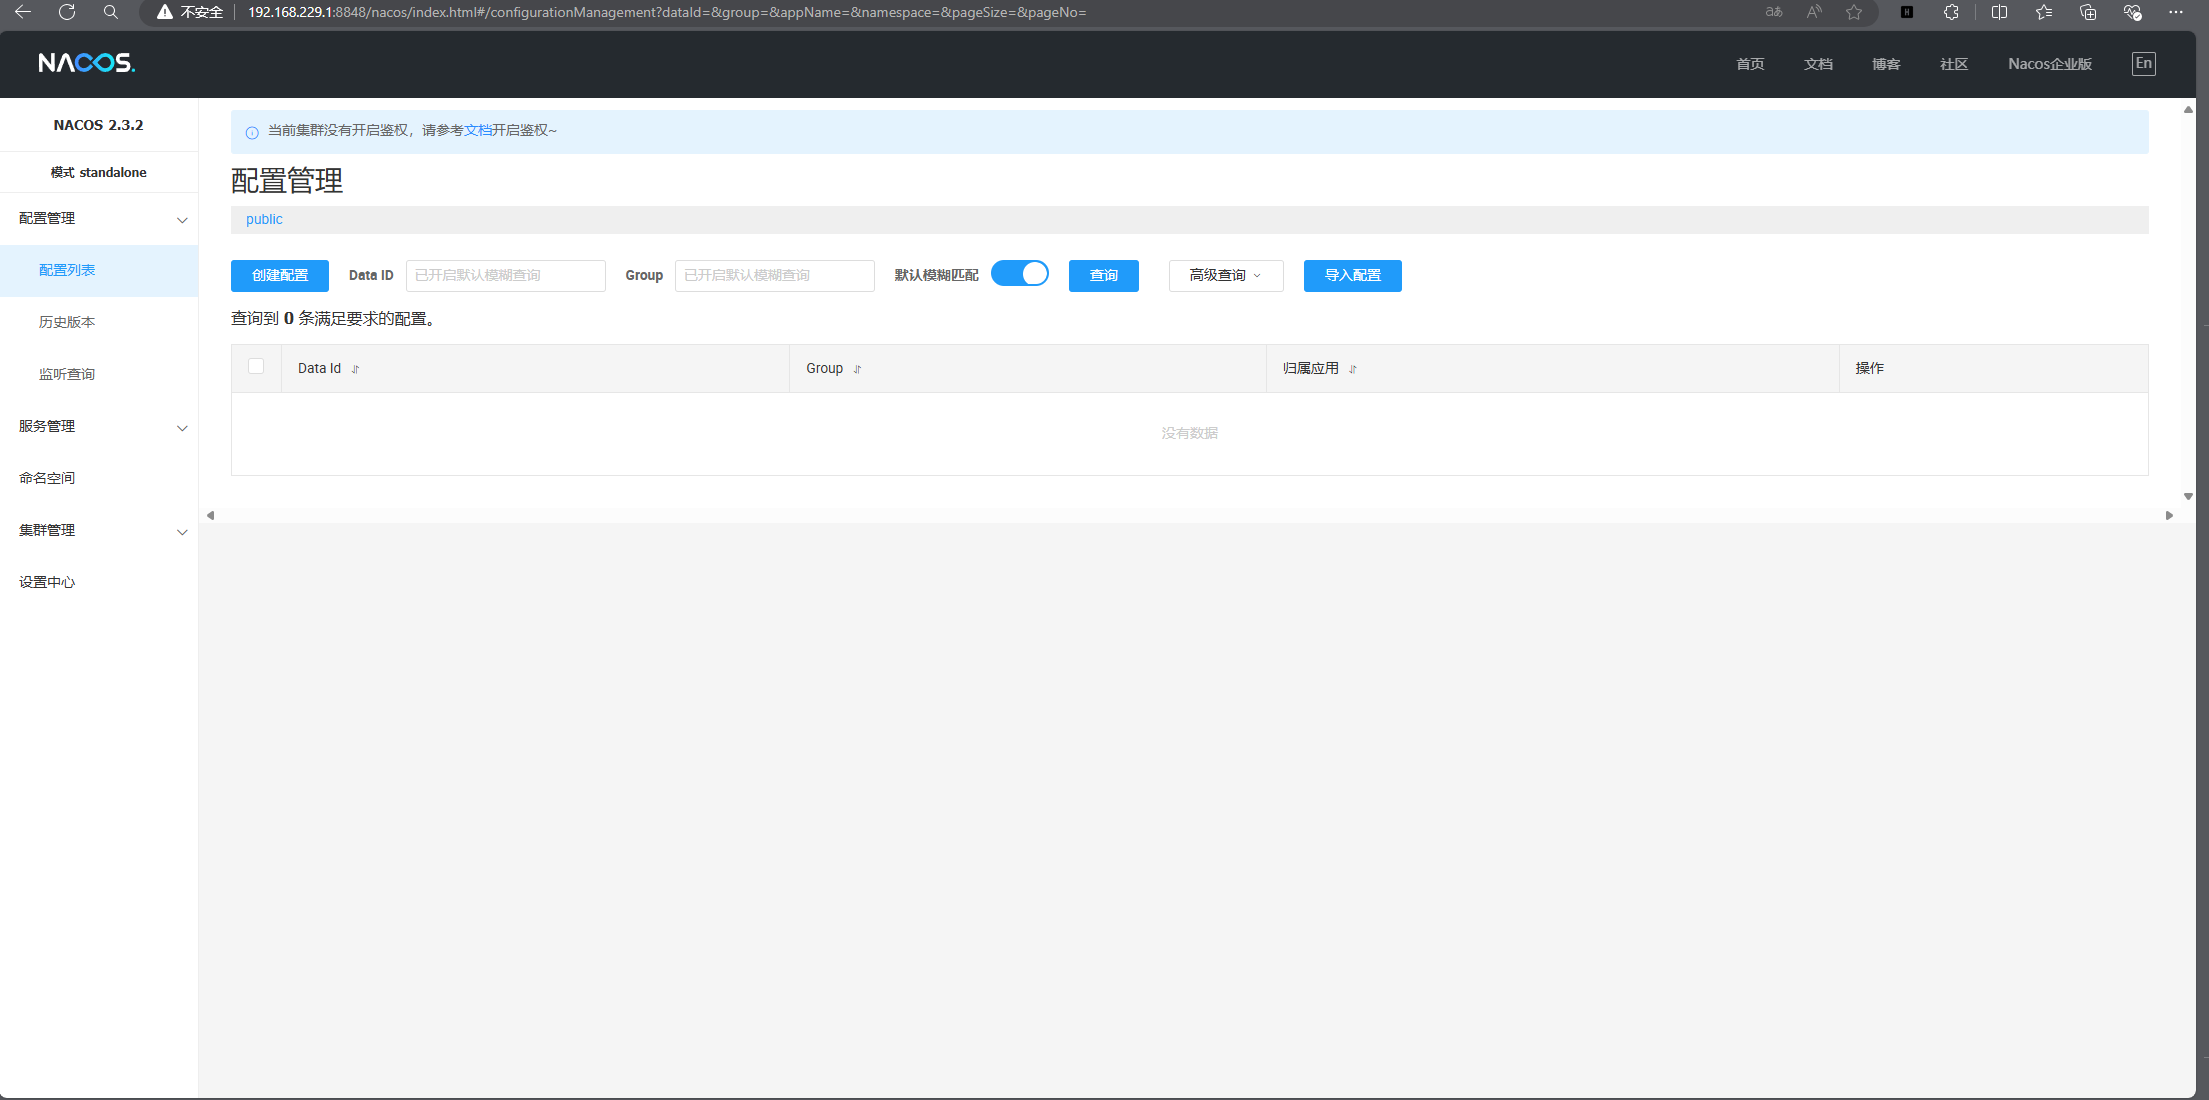 不安全 192.168.229.1:8848/nacos/index.html#/configurationManagement?dataId=&group=&appName=&namespace=&pageSize=&pageNo=
NACOS.
首页 文档 博客 社区 Nacos企业版 En
NACOS 2.3.2
模式 standalone
配置管理
配置列表
历史版本
监听查询
服务管理
命名空间
集群管理
设置中心
当前集群没有开启鉴权，请参考文档开启鉴权~
配置管理
public
创建配置 Data ID 已开启默认模糊查询 Group 已开启默认模糊查询 默认模糊匹配 查询 高级查询 导入配置
查询到 0 条满足要求的配置。
Data Id Group 归属应用 操作
没有数据